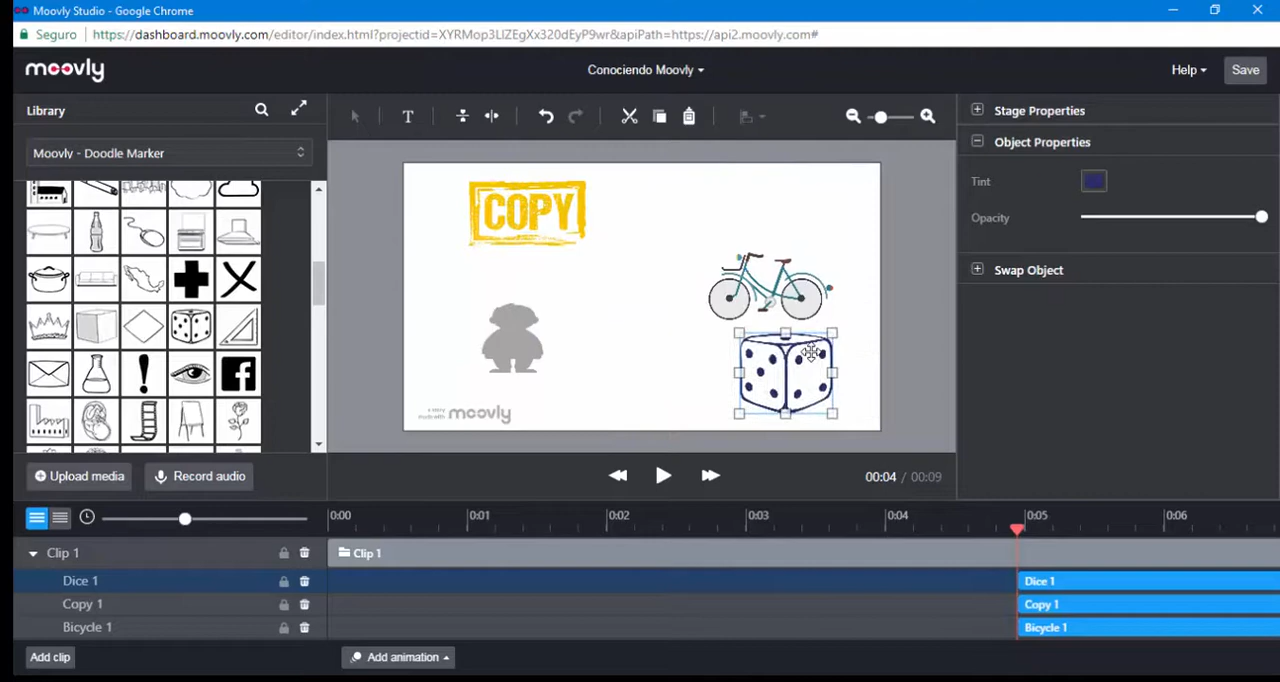 Moovly Studio - Google Chrome
Seguro
https://dashboard.moovly.com/editor/index.html?projectid=XYRMop3LlZEgXx320dEyP9wr&apiPath=https://api2.moovly.com#
moovly
Conociendo Moovly
Help
Save
Library
T
Stage Properties
Moovly - Doodle Marker
Object Properties
COPY
Tint
Opacity
Swap Object
moovly
Upload media
Record audio
00:04 / 00:09
0:00
0:01
0:02
0:03
0:04
0:05
0:06
Clip 1
Clip 1
Dice 1
Dice 1
Copy 1
Copy 1
Bicycle 1
Bicycle 1
Add clip
Add animation